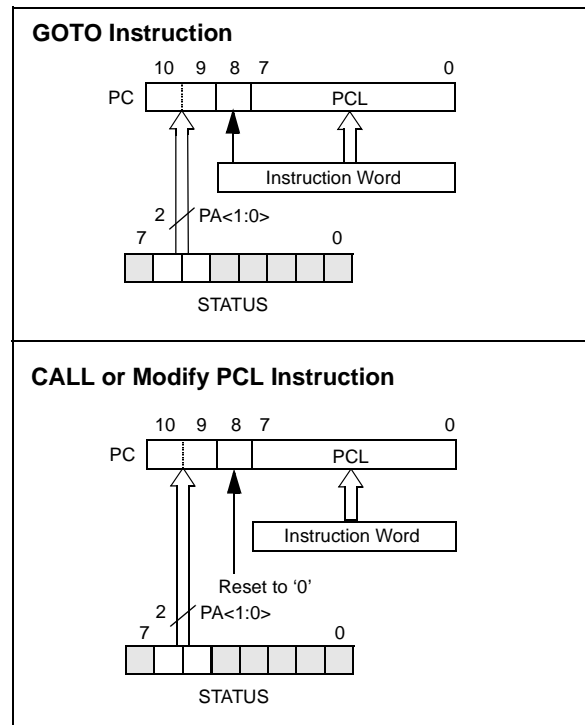 GOTO Instruction
10 9 8 7 0
PC PCL
Instruction Word
2 PA<1:0>
7 0
STATUS
CALL or Modify PCL Instruction
10 9 8 7 0
PC PCL
Instruction Word
Reset to ‘0’
2 PA<1:0>
7 0
STATUS